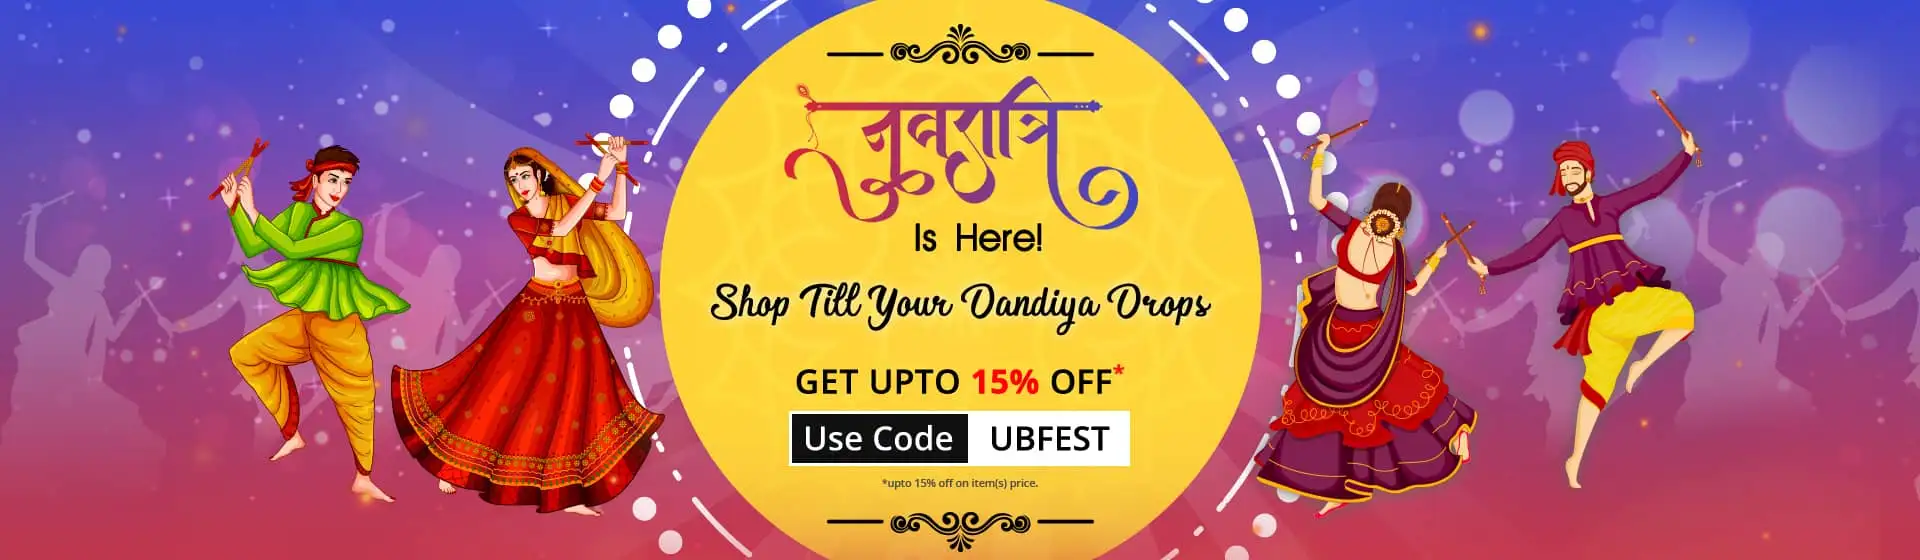 नवरात्रि
Is Here!
Shop Till Your Dandiya Drops
GET UPTO 15% OFF*
Use Code UBFEST
*upto 15% off on item(s) price.